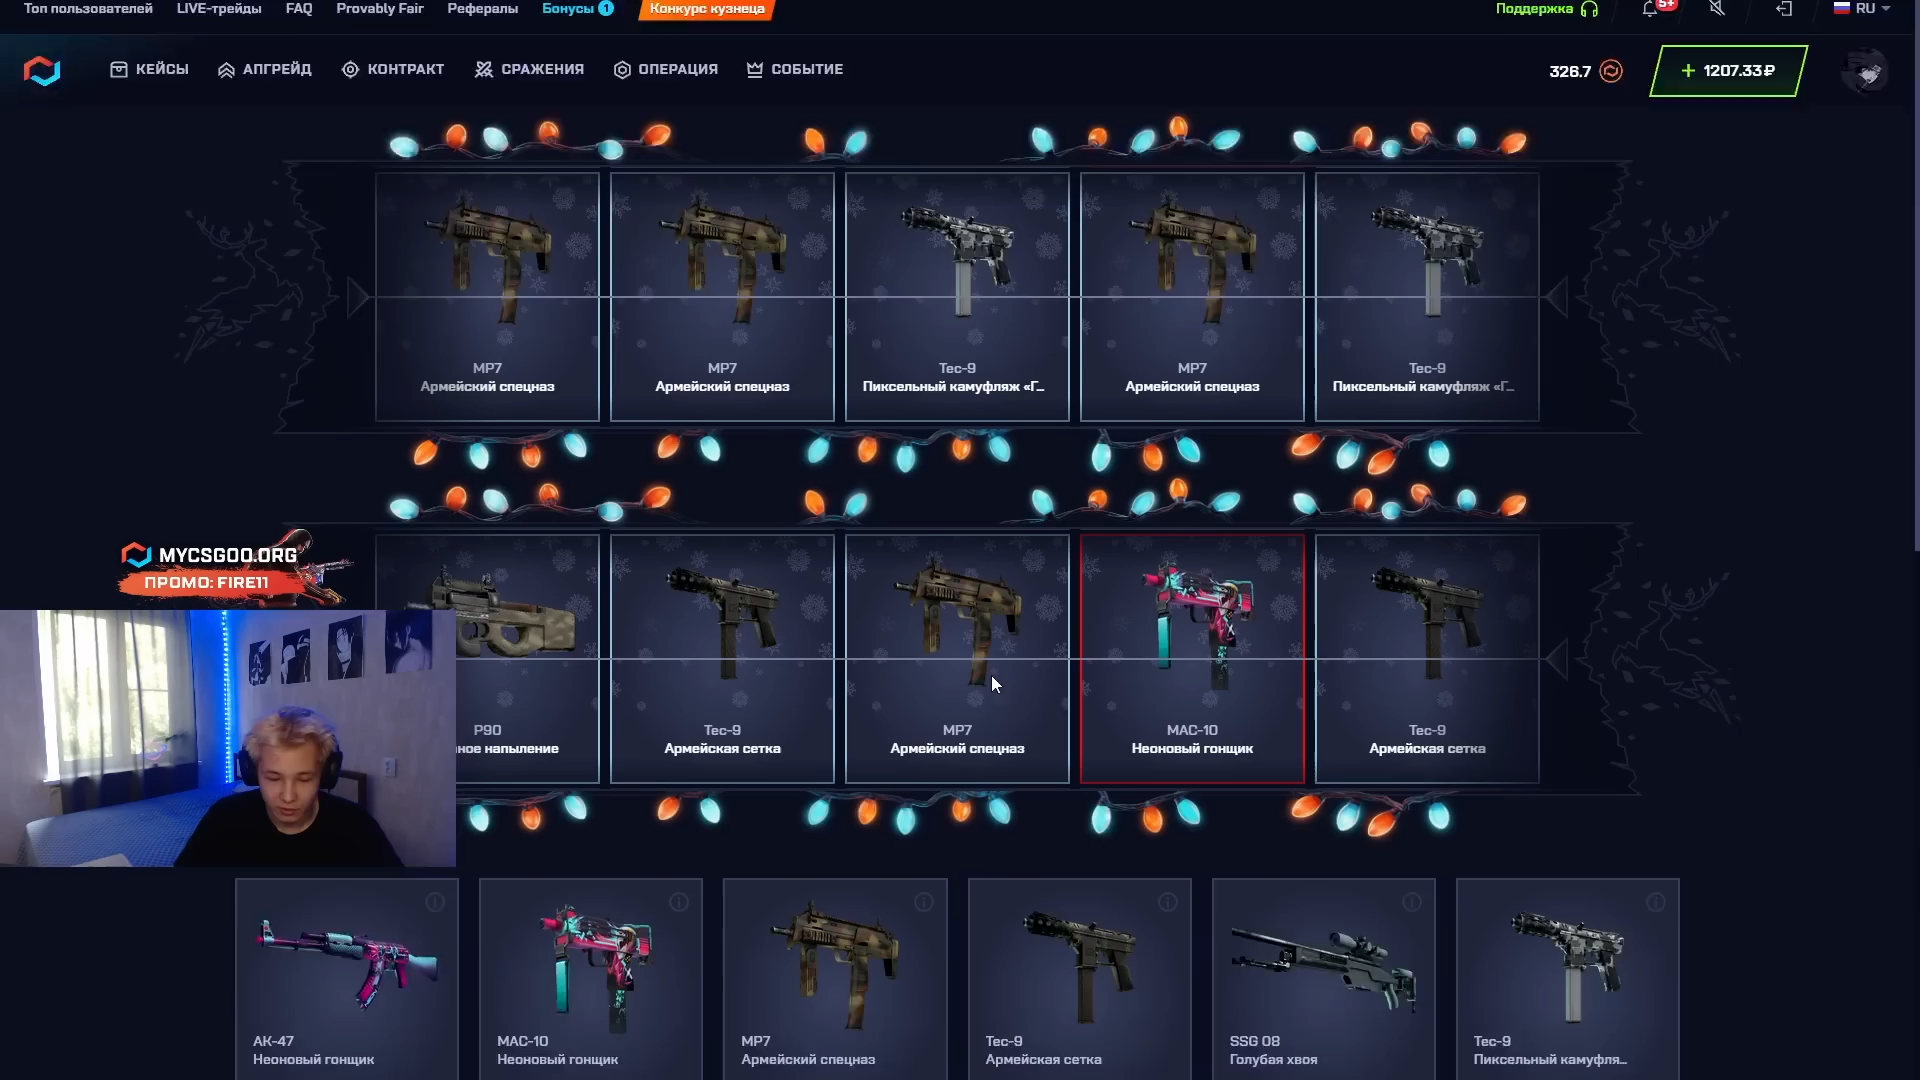 Топ пользователей LIVE-трейды FAQ Provably Fair Рефералы Бонусы 1 Конкурс кузнеца Поддержка 5+ RU
КЕЙСЫ АПГРЕЙД КОНТРАКТ СРАЖЕНИЯ ОПЕРАЦИЯ СОБЫТИЕ 326.7 + 1207.33₽
MP7 MP7 Tec-9 MP7 Tec-9
Армейский спецназ Армейский спецназ Пиксельный камуфляж «Г... Армейский спецназ Пиксельный камуфляж «Г...
MYCSGOO.ORG
ПРОМО: FIRE11
P90 Tec-9 MP7 MAC-10 Tec-9
ное напыление Армейская сетка Армейский спецназ Неоновый гонщик Армейская сетка
AK-47 MAC-10 MP7 Tec-9 SSG 08 Tec-9
Неоновый гонщик Неоновый гонщик Армейский спецназ Армейская сетка Голубая хвоя Пиксельный камуфля...